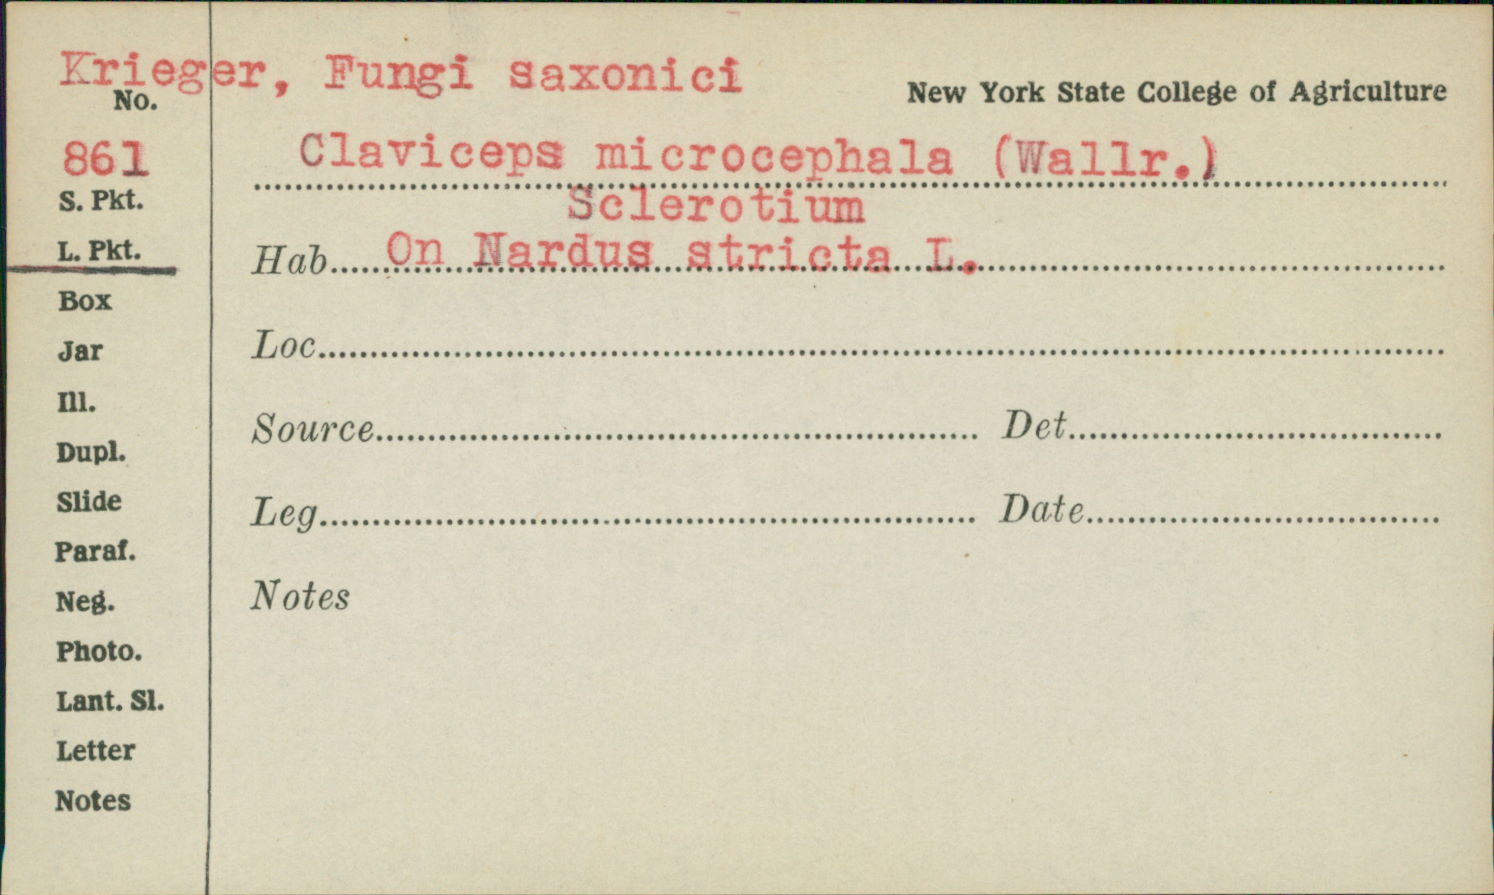 Krieger, Fungi saxonici
No.
New York State College of Agriculture
861
Claviceps microcephala (Wallr.)
S. Pkt.
Sclerotium
L. Pkt.
Hab. On Nardus stricta L.
Box
Jar
Loc.
Ill.
Source Det.
Dupl.
Slide
Leg. Date
Paraf.
Neg.
Notes
Photo.
Lant. Sl.
Letter
Notes